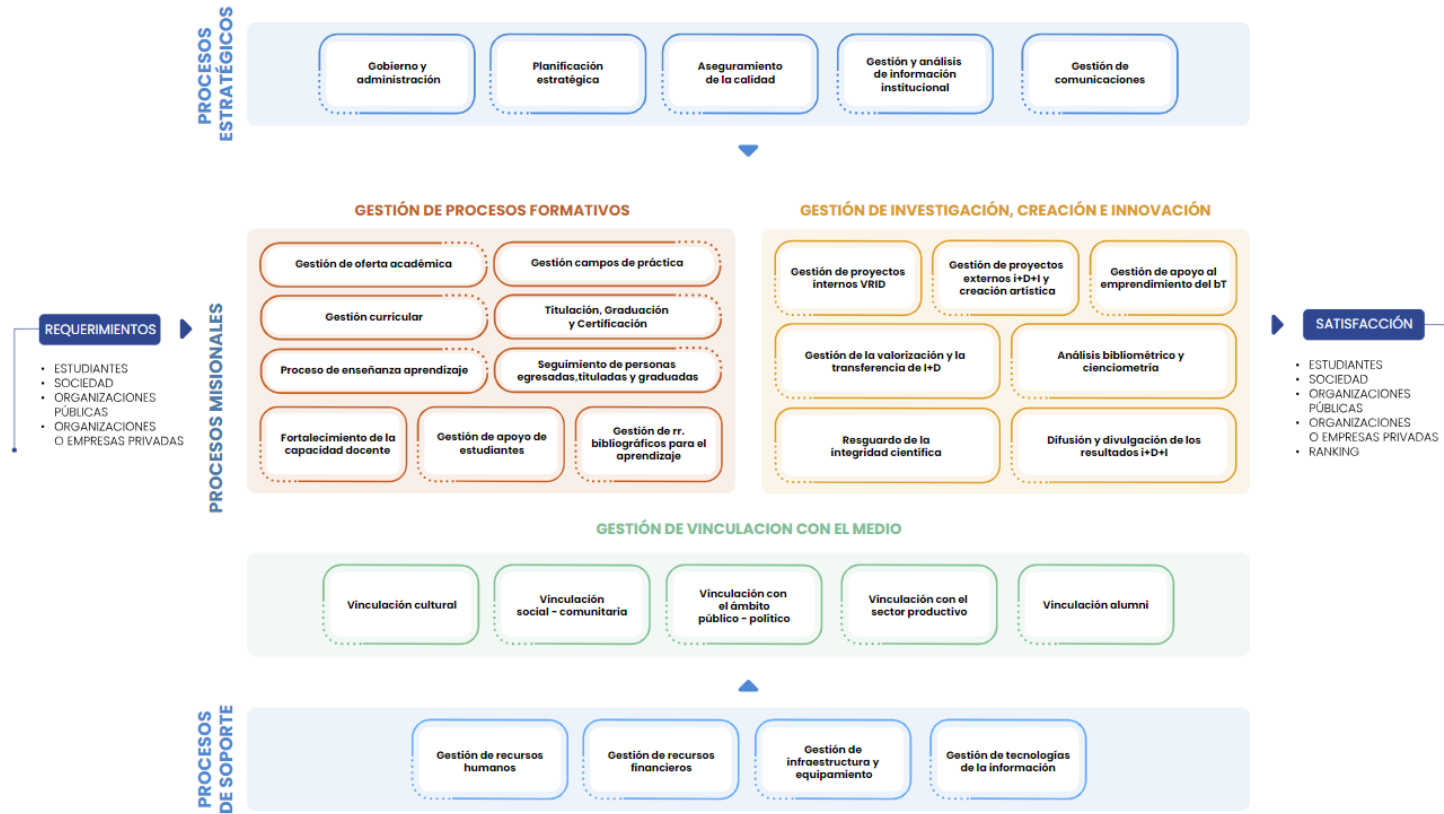 PROCESOS
ESTRATÉGICOS
Gobierno y
administración
Planificación
estratégica
Aseguramiento
de la calidad
Gestión y análisis
de información
institucional
Gestión de
comunicaciones
REQUERIMIENTOS
• ESTUDIANTES
• SOCIEDAD
• ORGANIZACIONES
PÚBLICAS
• ORGANIZACIONES
O EMPRESAS PRIVADAS
PROCESOS MISIONALES
GESTIÓN DE PROCESOS FORMATIVOS
Gestión de oferta académica
Gestión campos de práctica
Gestión curricular
Titulación, Graduación
y Certificación
Proceso de enseñanza aprendizaje
Seguimiento de personas
egresadas,tituladas y graduadas
Fortalecimiento de la
capacidad docente
Gestión de apoyo de
estudiantes
Gestión de rr.
bibliográficos para el
aprendizaje
GESTIÓN DE INVESTIGACIÓN, CREACIÓN E INNOVACIÓN
Gestión de proyectos
internos VRID
Gestión de proyectos
externos i+D+I y
creación artística
Gestión de apoyo al
emprendimiento del bT
Gestión de la valorización y la
transferencia de I+D
Análisis bibliométrico y
cienciometría
Resguardo de la
integridad científica
Difusión y divulgación de los
resultados i+D+I
SATISFACCIÓN
• ESTUDIANTES
• SOCIEDAD
• ORGANIZACIONES
PÚBLICAS
• ORGANIZACIONES
O EMPRESAS PRIVADAS
• RANKING
GESTIÓN DE VINCULACION CON EL MEDIO
Vinculación cultural
Vinculación
social - comunitaria
Vinculación con
el ámbito
público - político
Vinculación con el
sector productivo
Vinculación alumni
PROCESOS
DE SOPORTE
Gestión de recursos
humanos
Gestión de recursos
financieros
Gestión de
infraestructura y
equipamiento
Gestión de tecnologías
de la información